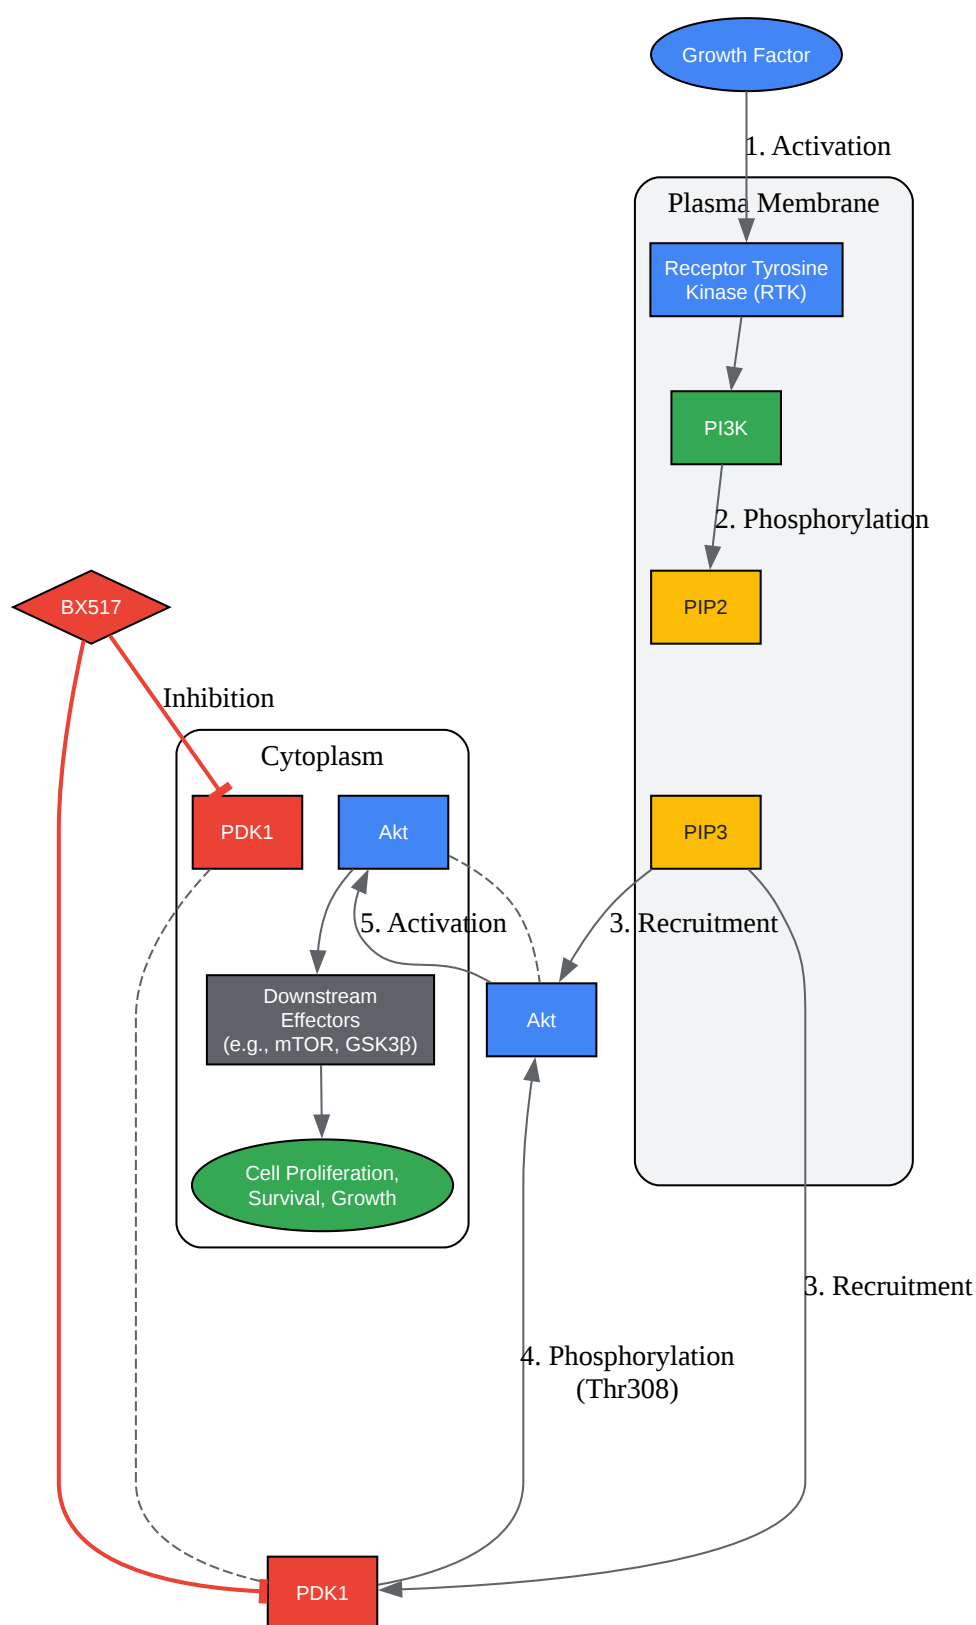 Growth Factor
1. Activation
Plasma Membrane
Receptor Tyrosine
Kinase (RTK)
PI3K
2. Phosphorylation
PIP2
BX517
Inhibition
Cytoplasm
PDK1
Akt
PIP3
5. Activation
3. Recruitment
Downstream
Effectors
(e.g., mTOR, GSK3β)
Akt
Cell Proliferation,
Survival, Growth
3. Recruitment
4. Phosphorylation
(Thr308)
PDK1